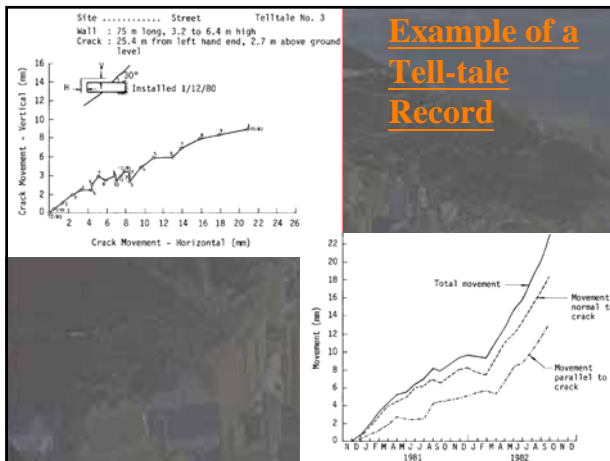 Site ............ Street Telltale No. 3
Wall : 75 m long, 3.2 to 6.4 m high
Crack : 25.4 m from left hand end, 2.7 m above ground
level
Example of a
Tell-tale
Record
16
14
12
10
8
6
4
2
0
Crack Movement - Vertical (mm)
V
30°
H
Installed 1/12/80
2 4 6 8 10 12 14 16 18 20 22 24 26
Crack Movement - Horizontal (mm)
22
20
18
16
14
12
10
8
6
4
2
0
Movement (mm)
Total movement
Movement
normal to
crack
Movement
parallel to
crack
N D J F M A M J J A S O N D J F M A M J J A S O N D
1981 1982